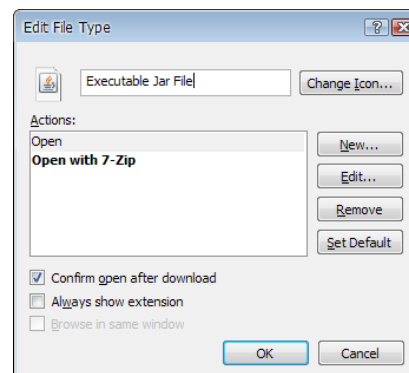 Edit File Type
Executable Jar File
Change Icon...
Actions:
Open
Open with 7-Zip
New...
Edit...
Remove
Set Default
Confirm open after download
Always show extension
Browse in same window
OK
Cancel